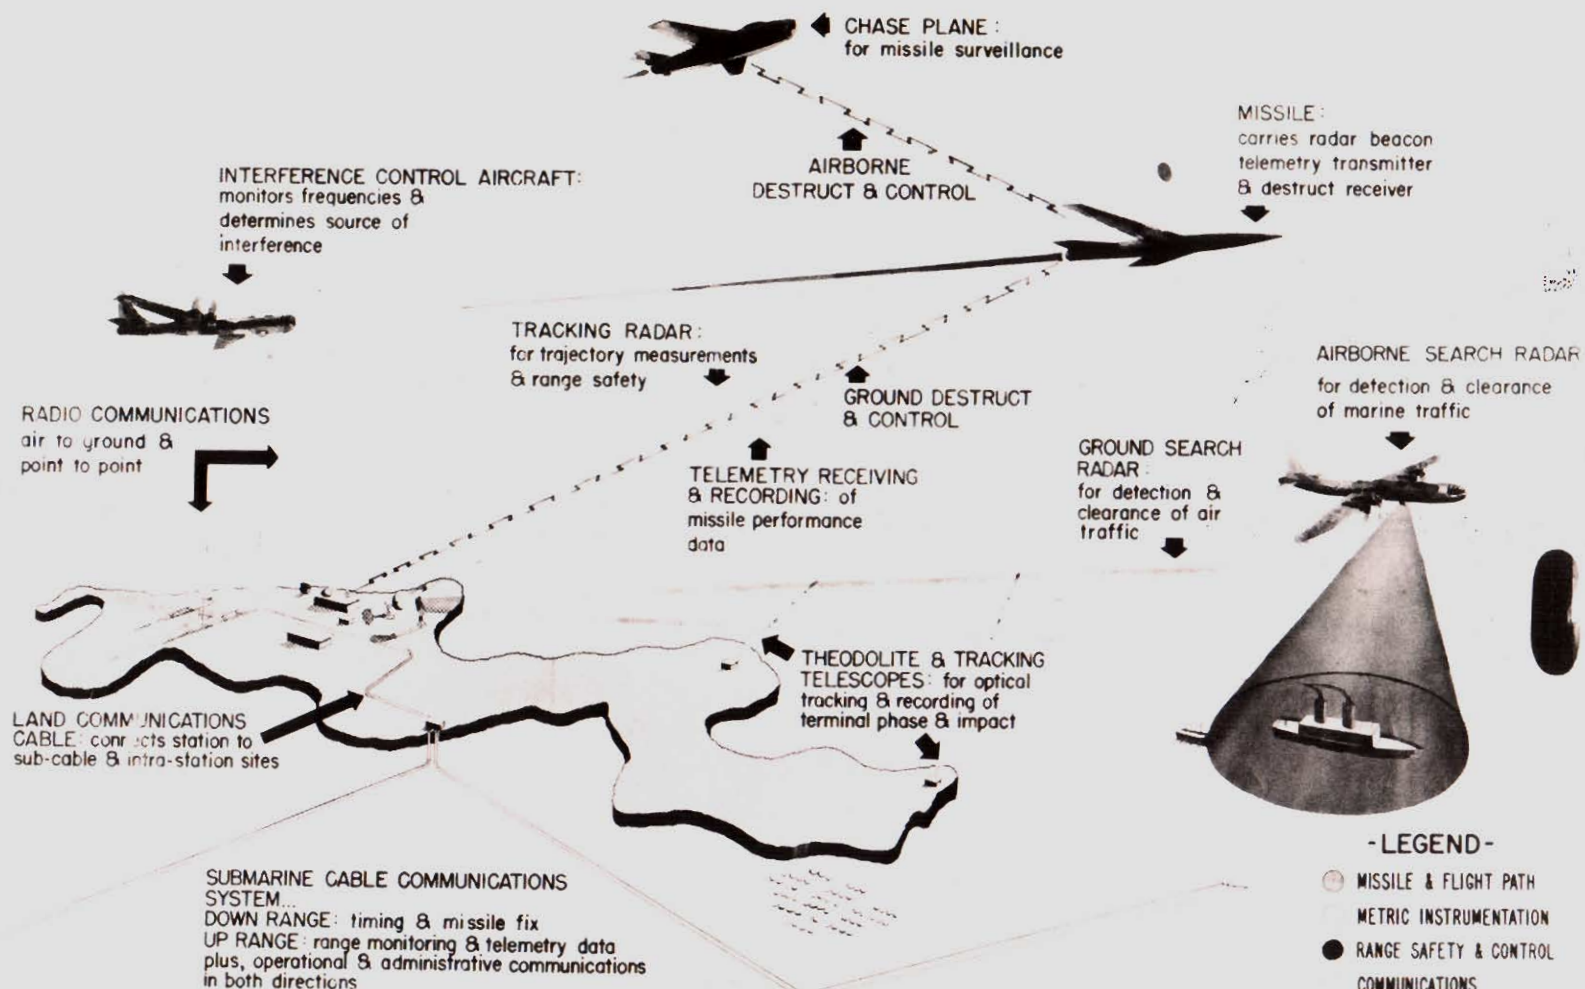 CHASE PLANE:
for missile surveillance
MISSILE:
carries radar beacon
telemetry transmitter
& destruct receiver
AIRBORNE
DESTRUCT & CONTROL
INTERFERENCE CONTROL AIRCRAFT:
monitors frequencies &
determines source of
interference
TRACKING RADAR:
for trajectory measurements
& range safety
GROUND DESTRUCT
& CONTROL
AIRBORNE SEARCH RADAR
for detection & clearance
of marine traffic
RADIO COMMUNICATIONS
air to ground &
point to point
TELEMETRY RECEIVING
& RECORDING: of
missile performance
data
GROUND SEARCH
RADAR:
for detection &
clearance of air
traffic
THEODOLITE & TRACKING
TELESCOPES: for optical
tracking & recording of
terminal phase & impact
LAND COMMUNICATIONS
CABLE: connects station to
sub-cable & intra-station sites
SUBMARINE CABLE COMMUNICATIONS
SYSTEM...
DOWN RANGE: timing & missile fix
UP RANGE: range monitoring & telemetry data
plus, operational & administrative communications
in both directions
-LEGEND-
MISSILE & FLIGHT PATH
METRIC INSTRUMENTATION
RANGE SAFETY & CONTROL
COMMUNICATIONS